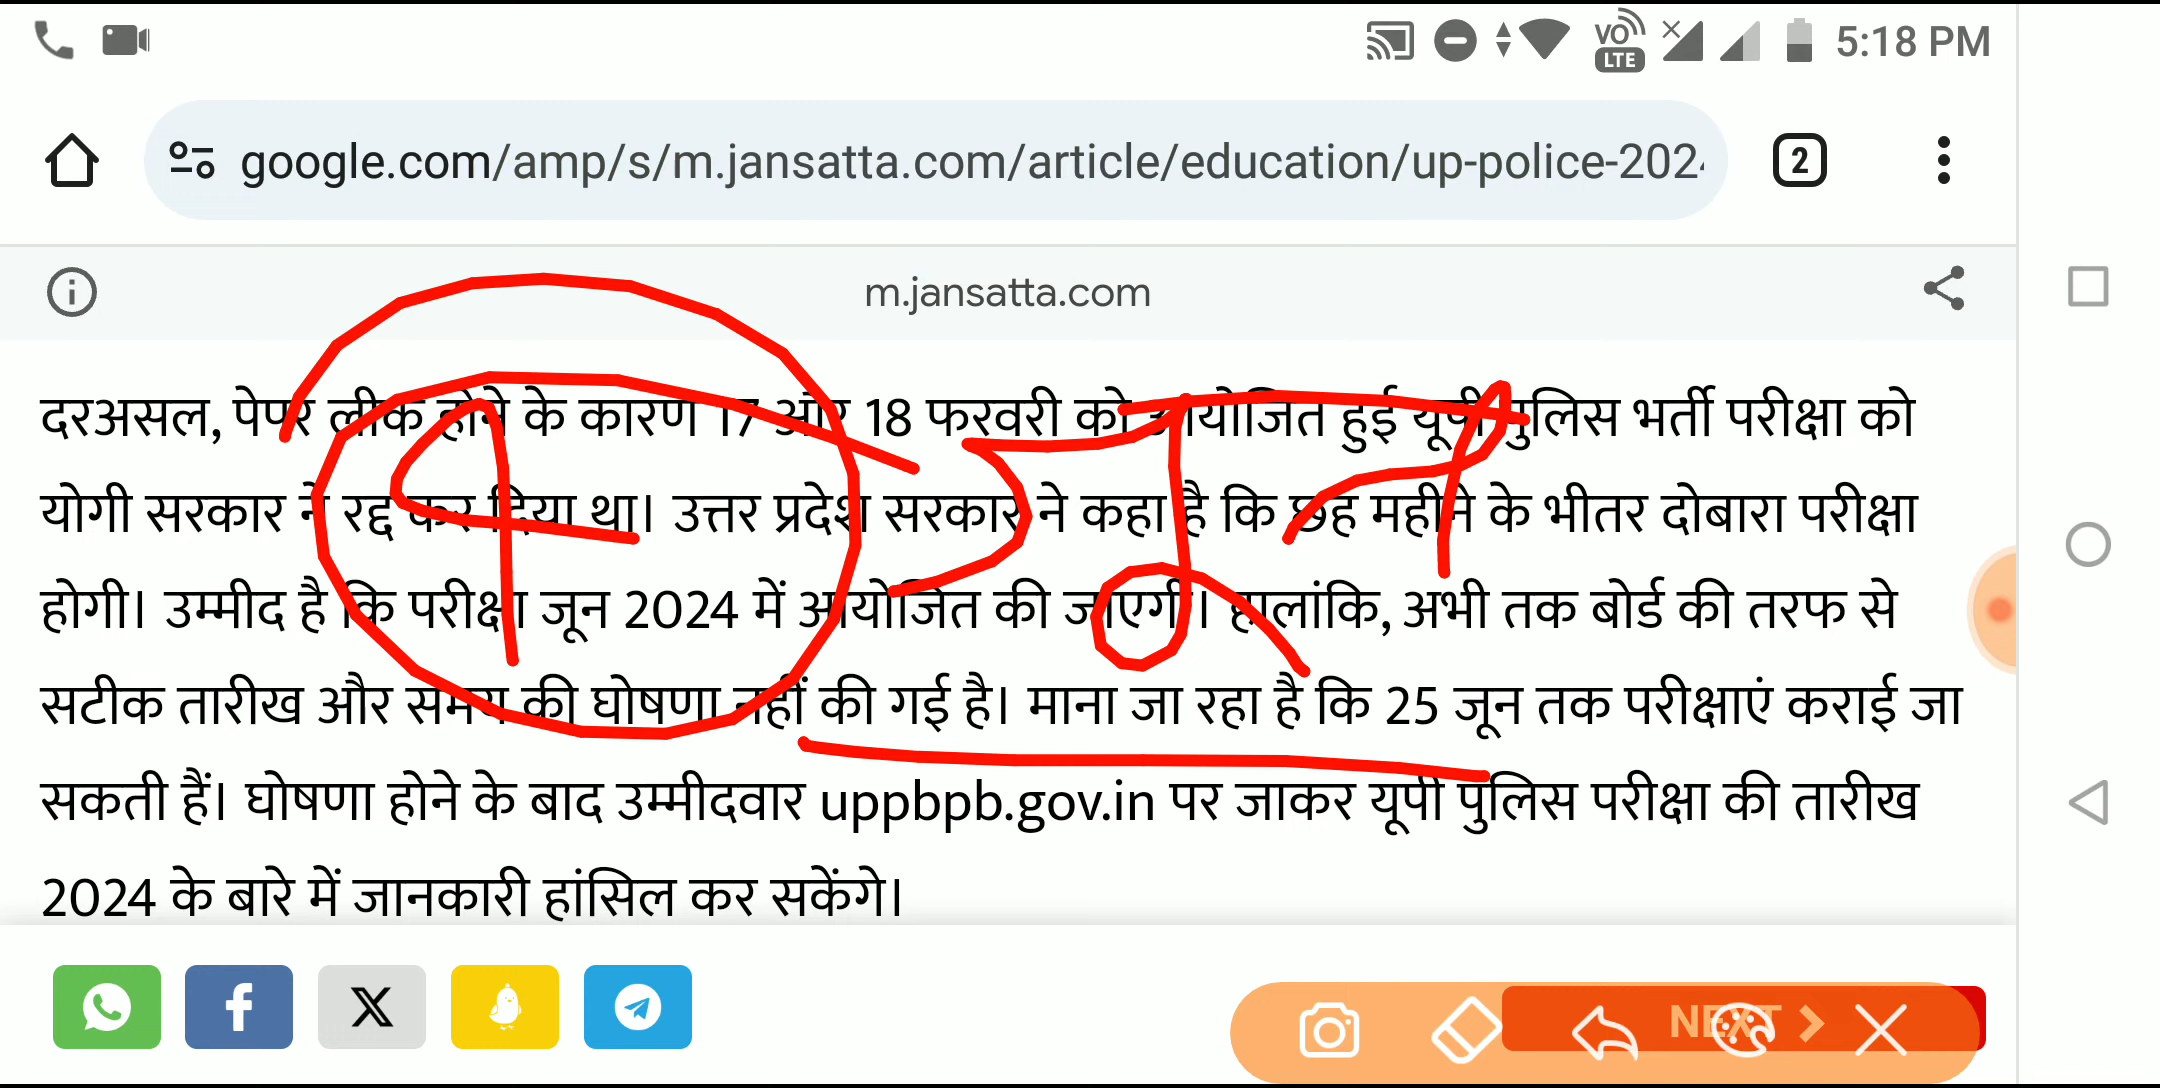 5:18 PM
VO LTE
google.com/amp/s/m.jansatta.com/article/education/up-police-202
2
m.jansatta.com
दरअसल, पेपर लीक होने के कारण 17 और 18 फरवरी को आयोजित हुई यूपी पुलिस भर्ती परीक्षा को
योगी सरकार ने रद्द कर दिया था। उत्तर प्रदेश सरकार ने कहा है कि छह महीने के भीतर दोबारा परीक्षा
होगी। उम्मीद है कि परीक्षा जून 2024 में आयोजित की जाएगी। हालांकि, अभी तक बोर्ड की तरफ से
सटीक तारीख और समय की घोषणा नहीं की गई है। माना जा रहा है कि 25 जून तक परीक्षाएं कराई जा
सकती हैं। घोषणा होने के बाद उम्मीदवार uppbpb.gov.in पर जाकर यूपी पुलिस परीक्षा की तारीख
2024 के बारे में जानकारी हांसिल कर सकेंगे।
NEXT